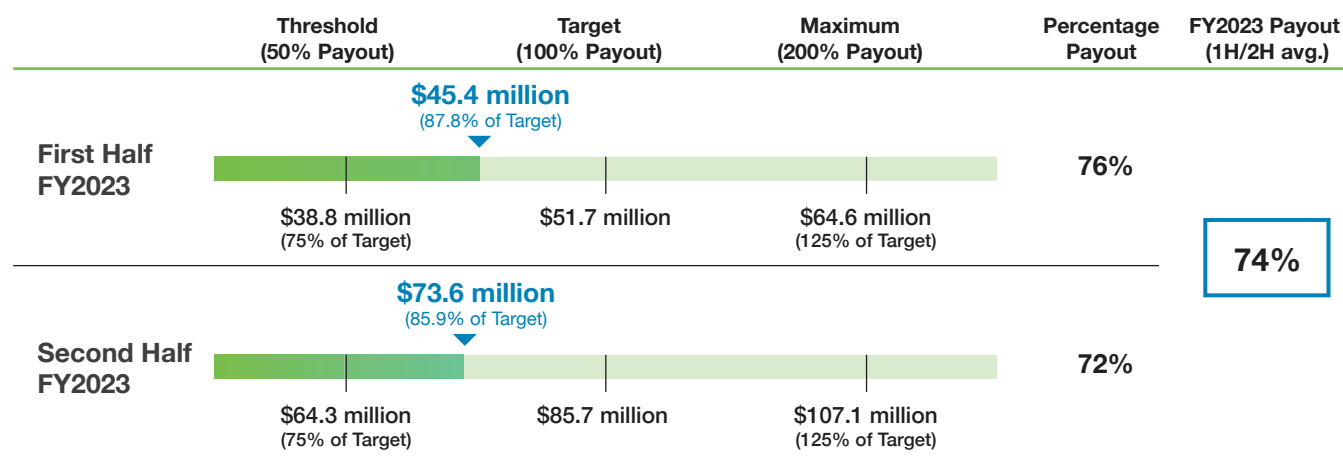 Threshold
(50% Payout)
Target
(100% Payout)
Maximum
(200% Payout)
Percentage
Payout
FY2023 Payout
(1H/2H avg.)
$45.4 million
(87.8% of Target)
First Half
FY2023
76%
$38.8 million
(75% of Target)
$51.7 million
$64.6 million
(125% of Target)
74%
$73.6 million
(85.9% of Target)
Second Half
FY2023
72%
$64.3 million
(75% of Target)
$85.7 million
$107.1 million
(125% of Target)